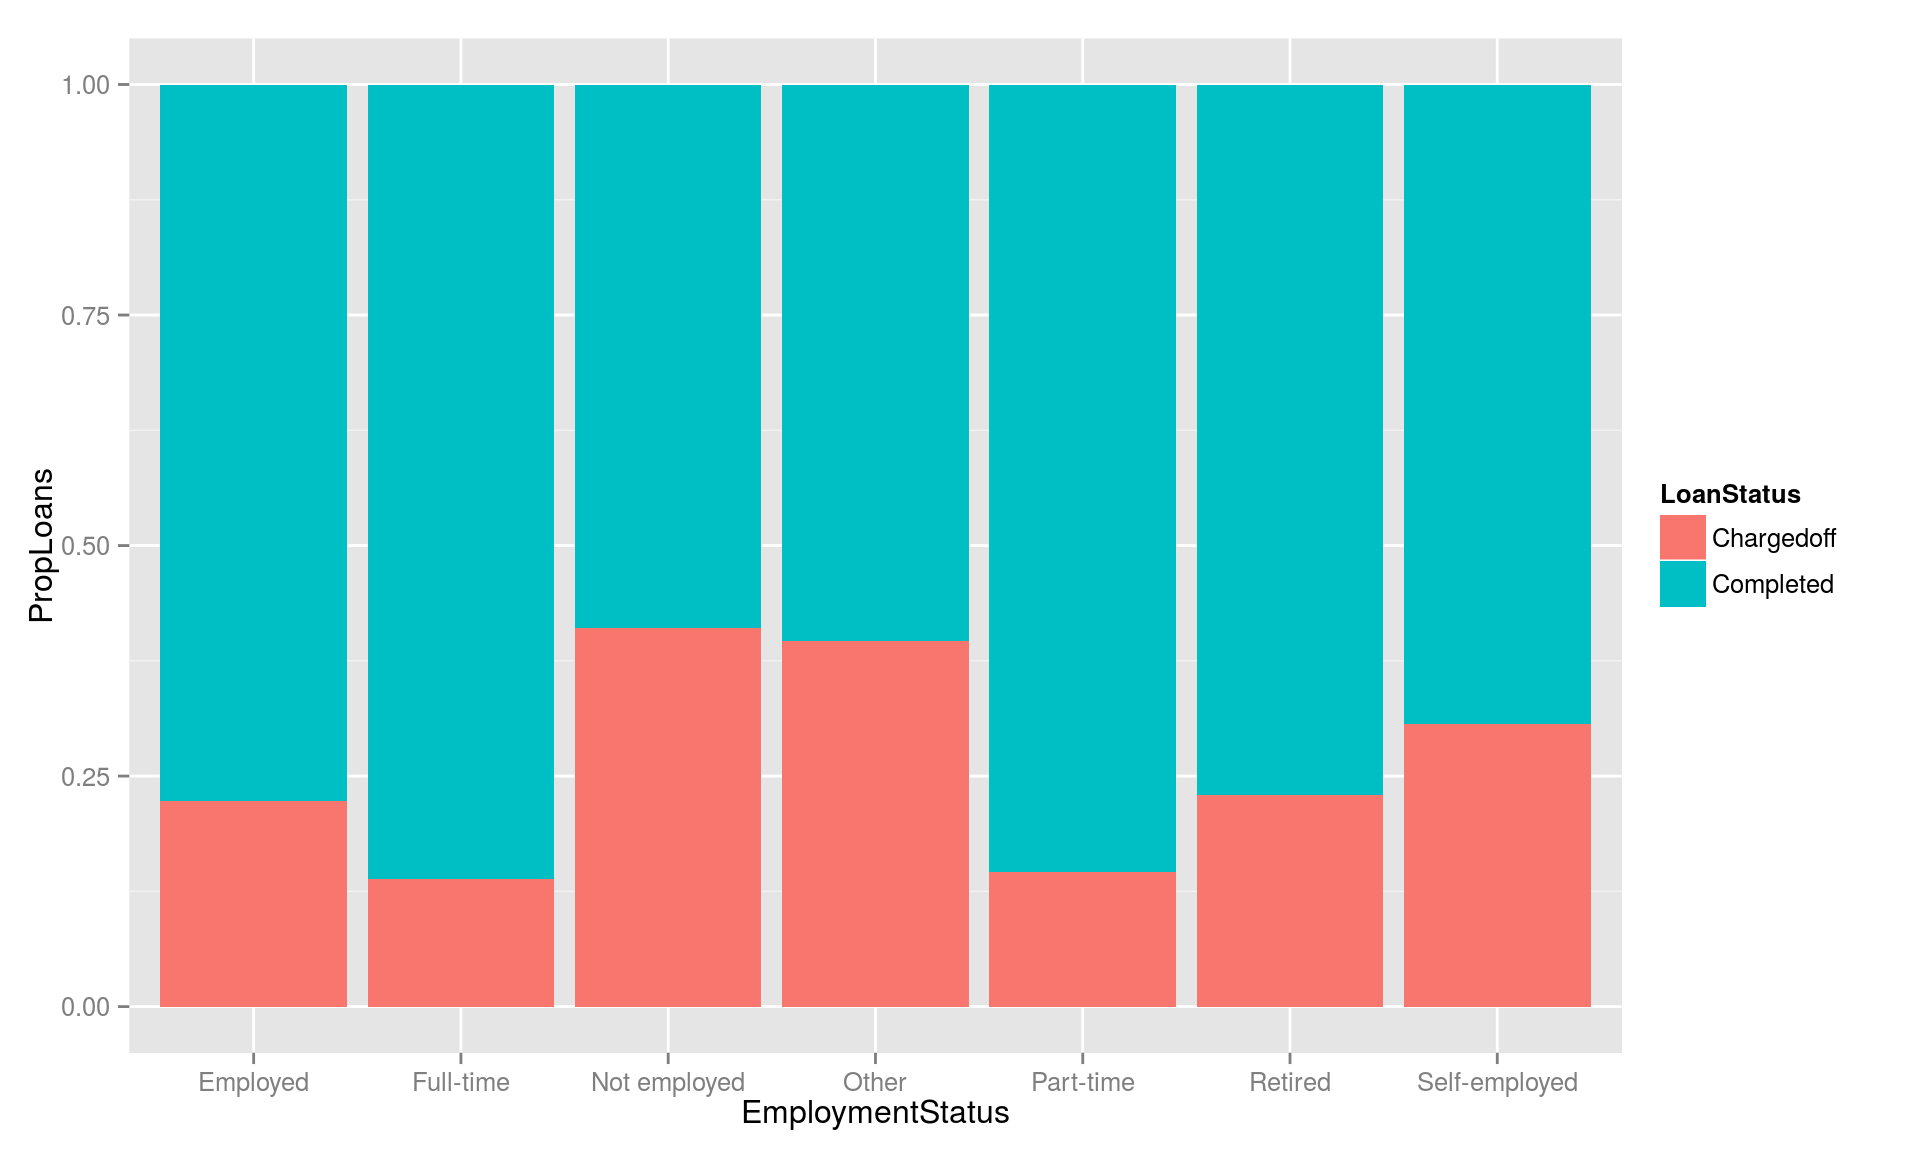 1.00
0.75
0.50
0.25
0.00
PropLoans
Employed
Full-time
Not employed
Other
Part-time
Retired
Self-employed
EmploymentStatus
LoanStatus
Chargedoff
Completed